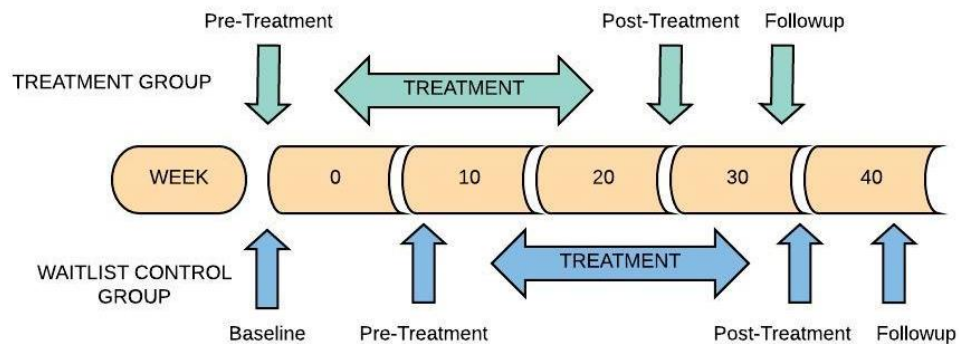 Pre-Treatment
Post-Treatment
Followup
TREATMENT GROUP
TREATMENT
WEEK
0
10
20
30
40
WAITLIST CONTROL
GROUP
TREATMENT
Baseline
Pre-Treatment
Post-Treatment
Followup